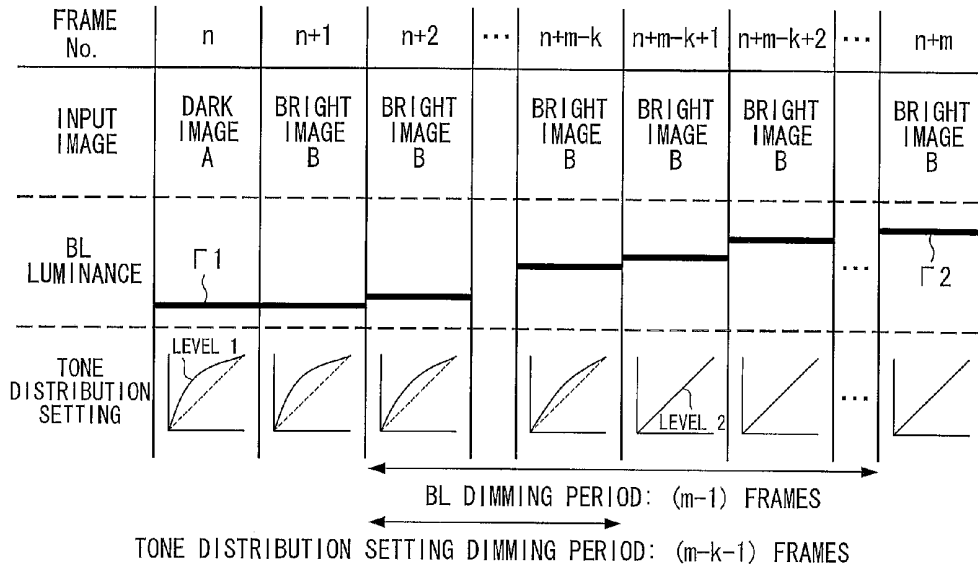 FRAME No. n n+1 n+2 ... n+m-k n+m-k+1 n+m-k+2 ... n+m
INPUT IMAGE
DARK IMAGE A
BRIGHT IMAGE B
BRIGHT IMAGE B
BRIGHT IMAGE B
BRIGHT IMAGE B
BRIGHT IMAGE B
BRIGHT IMAGE B
BL LUMINANCE
Γ1
...
Γ2
TONE DISTRIBUTION SETTING
LEVEL 1
LEVEL 2
...
BL DIMMING PERIOD: (m-1) FRAMES
TONE DISTRIBUTION SETTING DIMMING PERIOD: (m-k-1) FRAMES